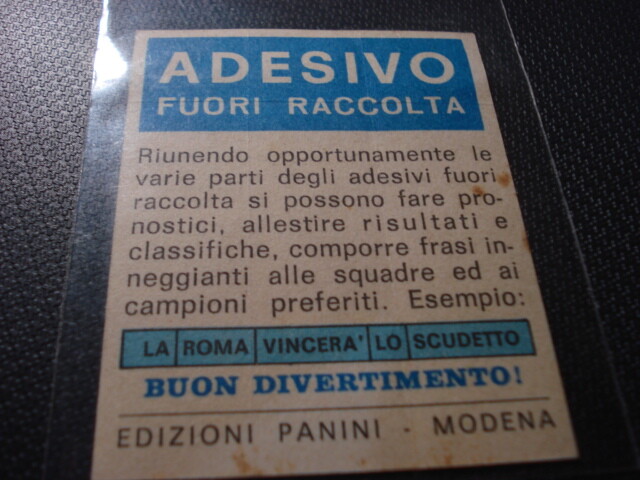 ADESIVO
FUORI RACCOLTA
Riunendo opportunamente le
varie parti degli adesivi fuori
raccolta si possono fare pro-
nostici, allestire risultati e
classifiche, comporre frasi in-
neggianti alle squadre ed ai
campioni preferiti. Esempio:
LA ROMA VINCERA' LO SCUDETTO
BUON DIVERTIMENTO!
EDIZIONI PANINI - MODENA